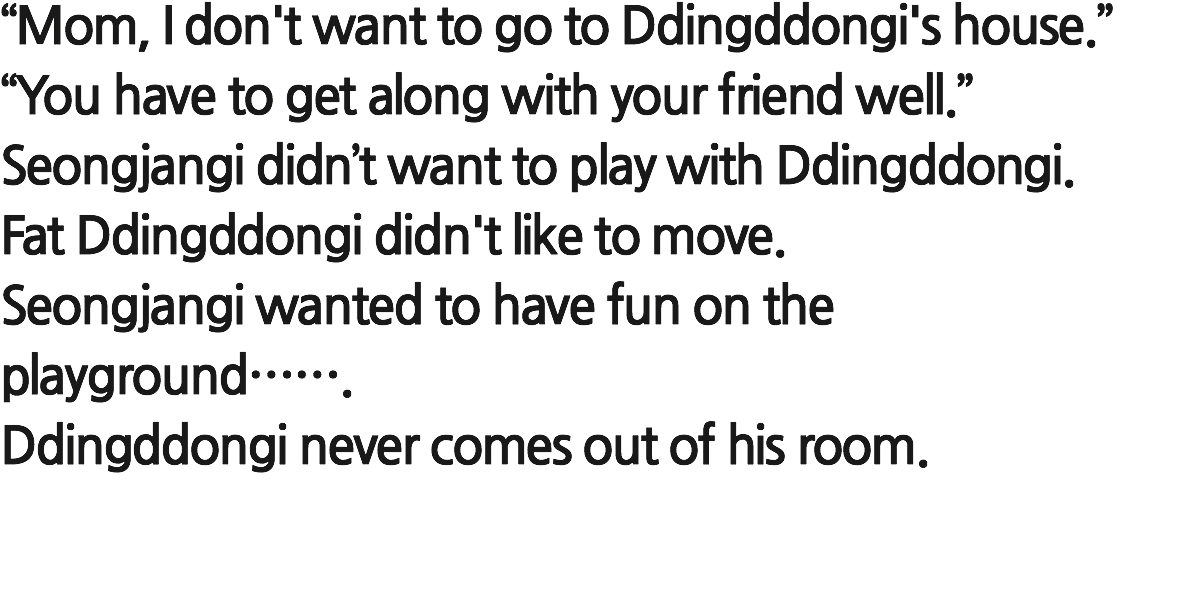 “Mom, I don't want to go to Ddingddongi's house.”
“You have to get along with your friend well.”
Seongjangi didn’t want to play with Ddingddongi.
Fat Ddingddongi didn't like to move.
Seongjangi wanted to have fun on the
playground⋯⋯.
Ddingddongi never comes out of his room.